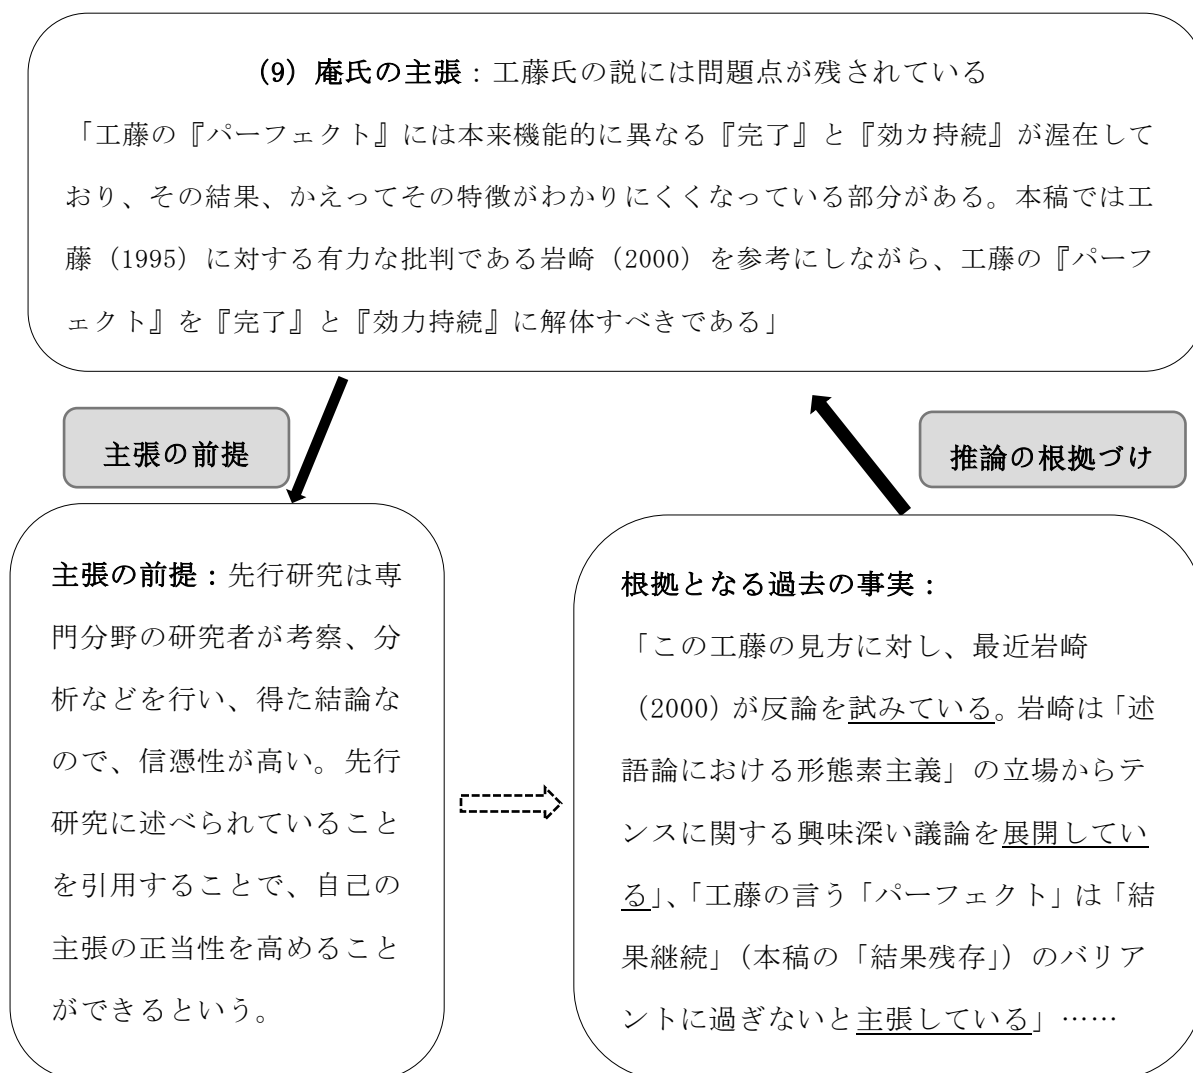 (9) 庵氏の主張：工藤氏の説には問題点が残されている
「工藤の『パーフェクト』には本来機能的に異なる『完了』と『効カ持続』が渥在して
おり、その結果、かえってその特徴がわかりにくくなっている部分がある。本稿では工
藤（1995）に対する有力な批判である岩崎（2000）を参考にしながら、工藤の『パーフ
ェクト』を『完了』と『効力持続』に解体すべきである」
主張の前提
推論の根拠づけ
主張の前提：先行研究は専
門分野の研究者が考察、分
析などを行い、得た結論な
ので、信憑性が高い。先行
研究に述べられていること
を引用することで、自己の
主張の正当性を高めること
ができるという。
根拠となる過去の事実：
「この工藤の見方に対し、最近岩崎
（2000）が反論を試みている。岩崎は「述
語論における形態素主義」の立場からテ
ンスに関する興味深い議論を展開してい
る」、「工藤の言う「パーフェクト」は「結
果継続」（本稿の「結果残存」）のバリア
ントに過ぎないと主張している」……